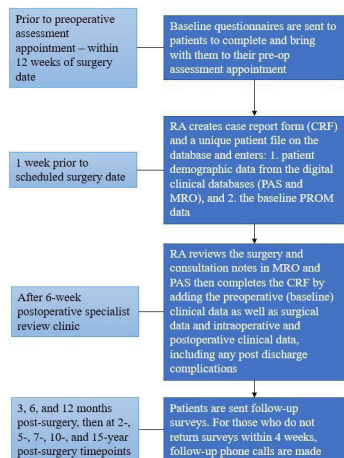 Prior to preoperative
assessment
appointment – within
12 weeks of surgery
date
Baseline questionnaires are sent to
patients to complete and bring
with them to their pre-op
assessment appointment
1 week prior to
scheduled surgery date
RA creates case report form (CRF)
and a unique patient file on the
database and enters: 1. patient
demographic data from the digital
clinical databases (PAS and
MRO), and 2. the baseline PROM
data
After 6-week
postoperative specialist
review clinic
RA reviews the surgery and
consultation notes in MRO and
PAS then completes the CRF by
adding the preoperative (baseline)
clinical data as well as surgical
data and intraoperative and
postoperative clinical data,
including any post discharge
complications
3, 6, and 12 months
post-surgery, then at 2-,
5-, 7-, 10-, and 15-year
post-surgery timepoints
Patients are sent follow-up
surveys. For those who do not
return surveys within 4 weeks,
follow-up phone calls are made